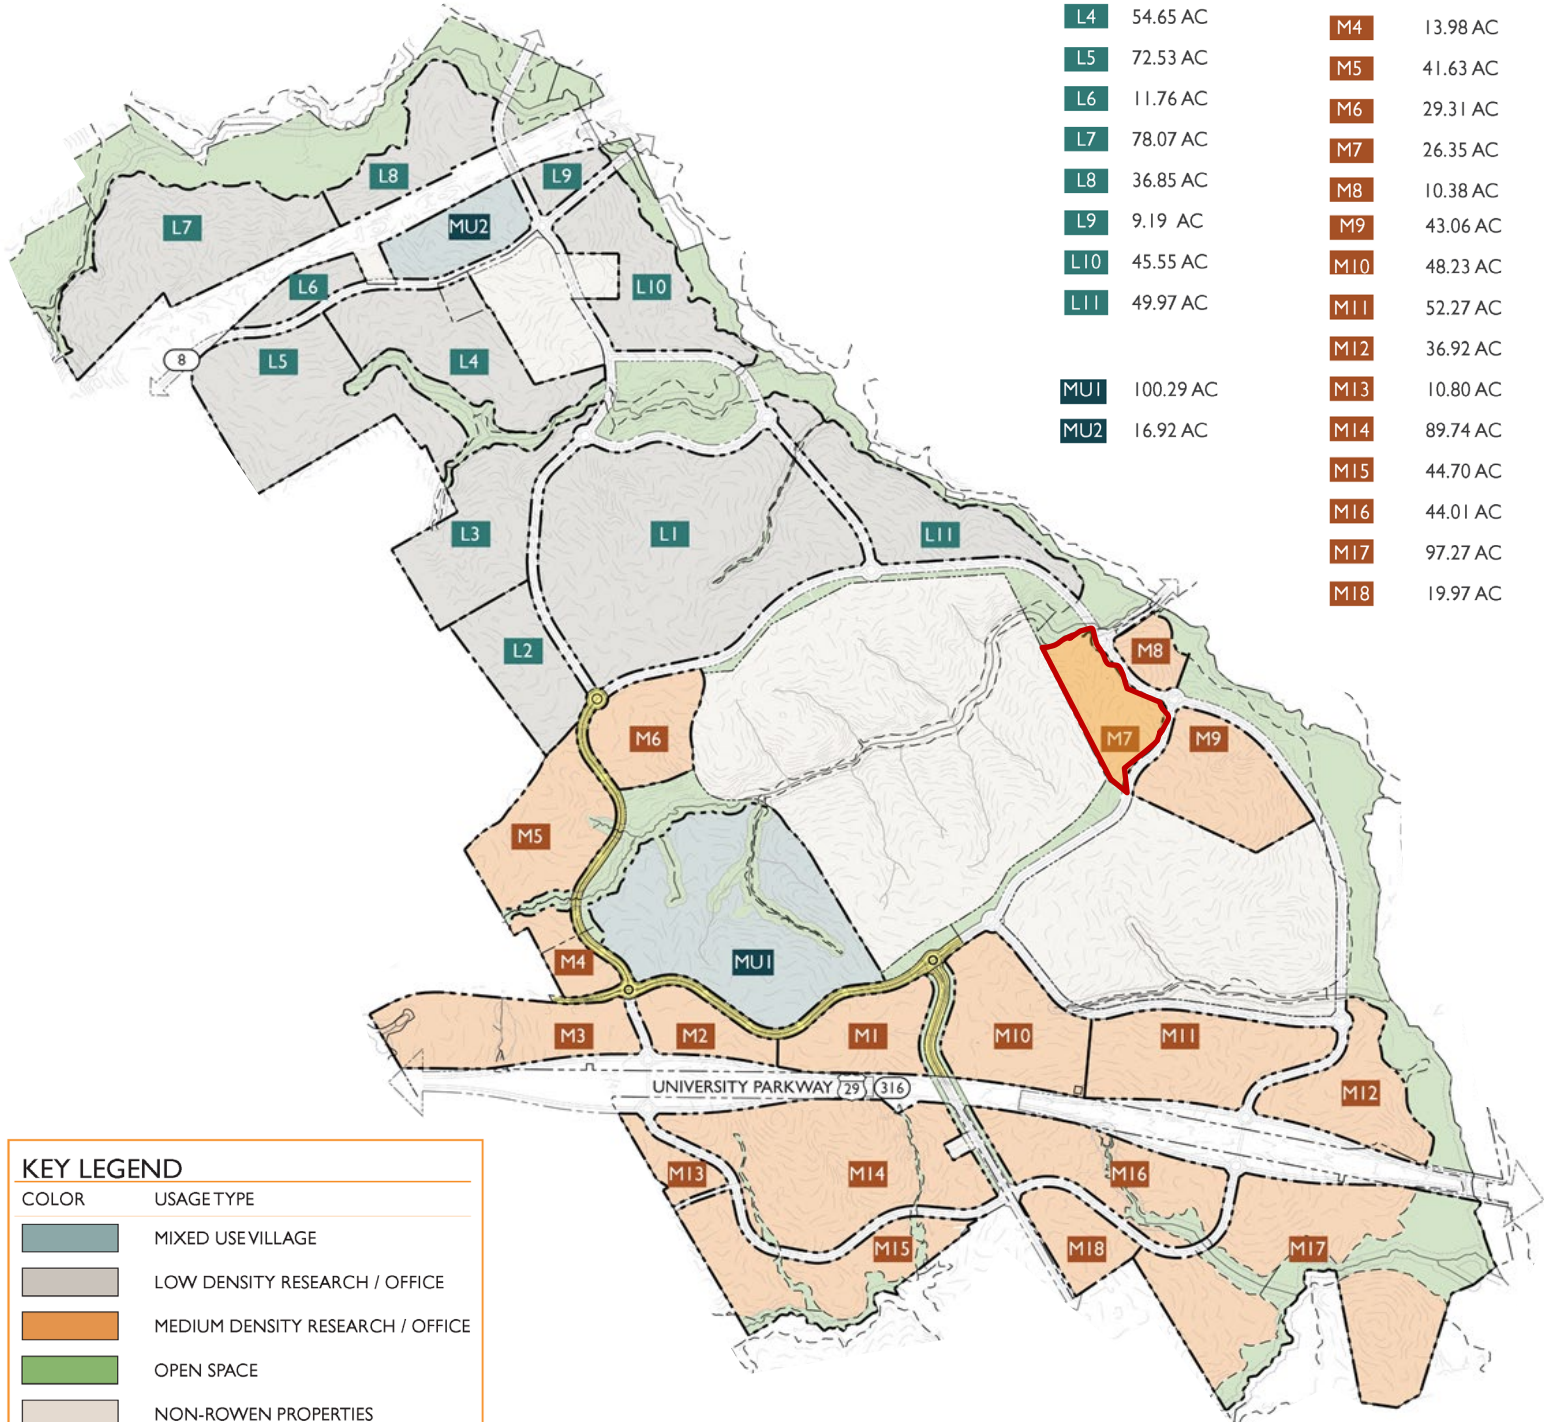 L4 54.65 AC
L5 72.53 AC
L6 11.76 AC
L7 78.07 AC
L8 36.85 AC
L9 9.19 AC
L10 45.55 AC
L11 49.97 AC
MU1 100.29 AC
MU2 16.92 AC
M4 13.98 AC
M5 41.63 AC
M6 29.31 AC
M7 26.35 AC
M8 10.38 AC
M9 43.06 AC
M10 48.23 AC
M11 52.27 AC
M12 36.92 AC
M13 10.80 AC
M14 89.74 AC
M15 44.70 AC
M16 44.01 AC
M17 97.27 AC
M18 19.97 AC
L8
L9
L7
MU2
L6
L10
8
L5
L4
L3
L1
L11
L2
M8
M6
M7
M9
M5
M4
MU1
M3
M2
M1
M10
M11
UNIVERSITY PARKWAY 29 316
M12
M13
M14
M16
M15
M18
M17
KEY LEGEND
COLOR USAGE TYPE
MIXED USE VILLAGE
LOW DENSITY RESEARCH / OFFICE
MEDIUM DENSITY RESEARCH / OFFICE
OPEN SPACE
NON-ROWEN PROPERTIES